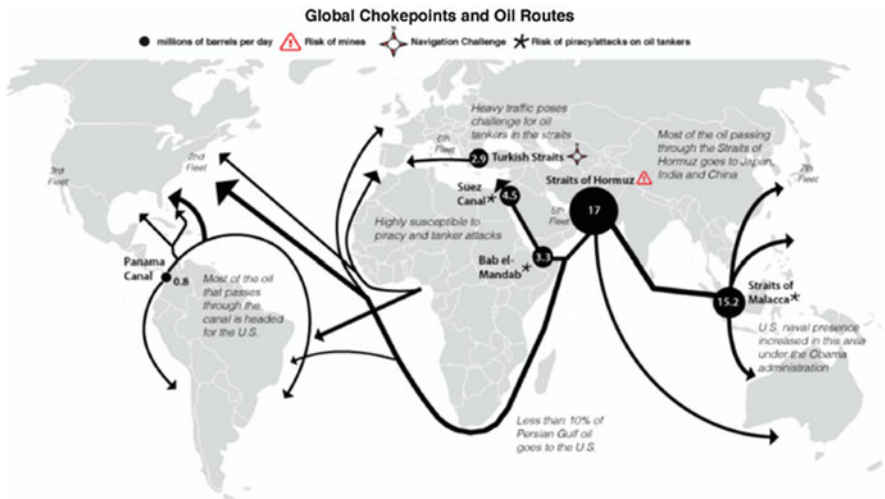 Global Chokepoints and Oil Routes
millions of barrels per day
Risk of mines
Navigation Challenge
Risk of piracy/attacks on oil tankers
3rd
Fleet
2nd
Fleet
6th
Fleet
Heavy traffic poses
challenge for oil
tankers in the straits
2.9
Turkish Straits
Most of the oil passing
through the Straits of
Hormuz goes to Japan,
India and China
7th
Fleet
Suez
Canal
4.5
Straits of Hormuz
17
5th
Fleet
Highly susceptible to
piracy and tanker attacks
Bab el-
Mandab
3.3
Panama
Canal
0.8
Most of the oil
that passes
through the
canal is headed
for the U.S.
15.2
Straits of
Malacca
U.S. naval presence
increased in this area
under the Obama
administration
Less than 10% of
Persian Gulf oil
goes to the U.S.